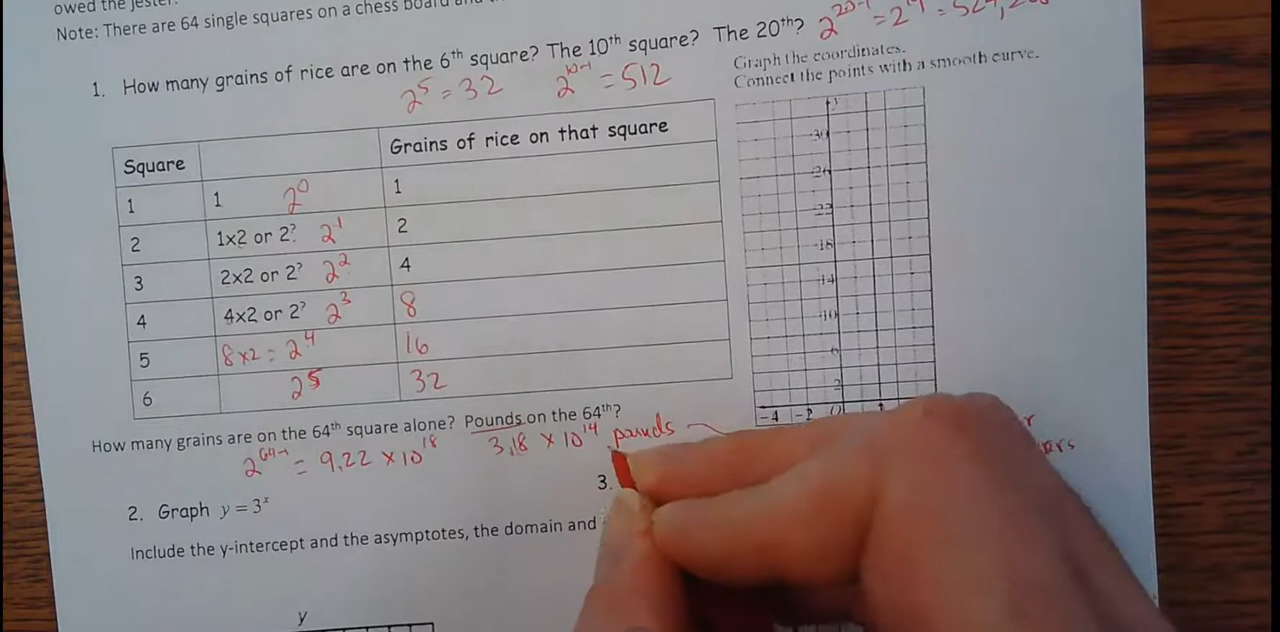 owed the jester.
Note: There are 64 single squares on a chess board and
1. How many grains of rice are on the 6th square? The 10th square? The 20th?
2^5 = 32 2^10-1 = 512 2^20-1 = 2^19 = 524,
Graph the coordinates.
Connect the points with a smooth curve.
Square Grains of rice on that square
1 1 2^0 1
2 1x2 or 2? 2^1 2
3 2x2 or 2? 2^2 4
4 4x2 or 2? 2^3 8
5 8x2 = 2^4 16
6 2^5 32
y
30
26
22
18
14
10
6
2
-4 -2 0
How many grains are on the 64th square alone? Pounds on the 64th?
2^64-1 = 9.22 x 10^18 3.18 x 10^14 pounds
2. Graph y = 3^x
3.
Include the y-intercept and the asymptotes, the domain and
y